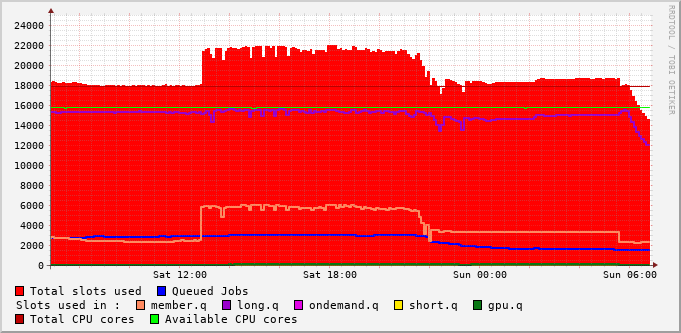 RRDTOOL / TOBI OETIKER
24000
22000
20000
18000
16000
14000
12000
10000
8000
6000
4000
2000
0
Sat 12:00 Sat 18:00 Sun 00:00 Sun 06:00
Total slots used Queued Jobs
Slots used in : member.q long.q ondemand.q short.q gpu.q
Total CPU cores Available CPU cores